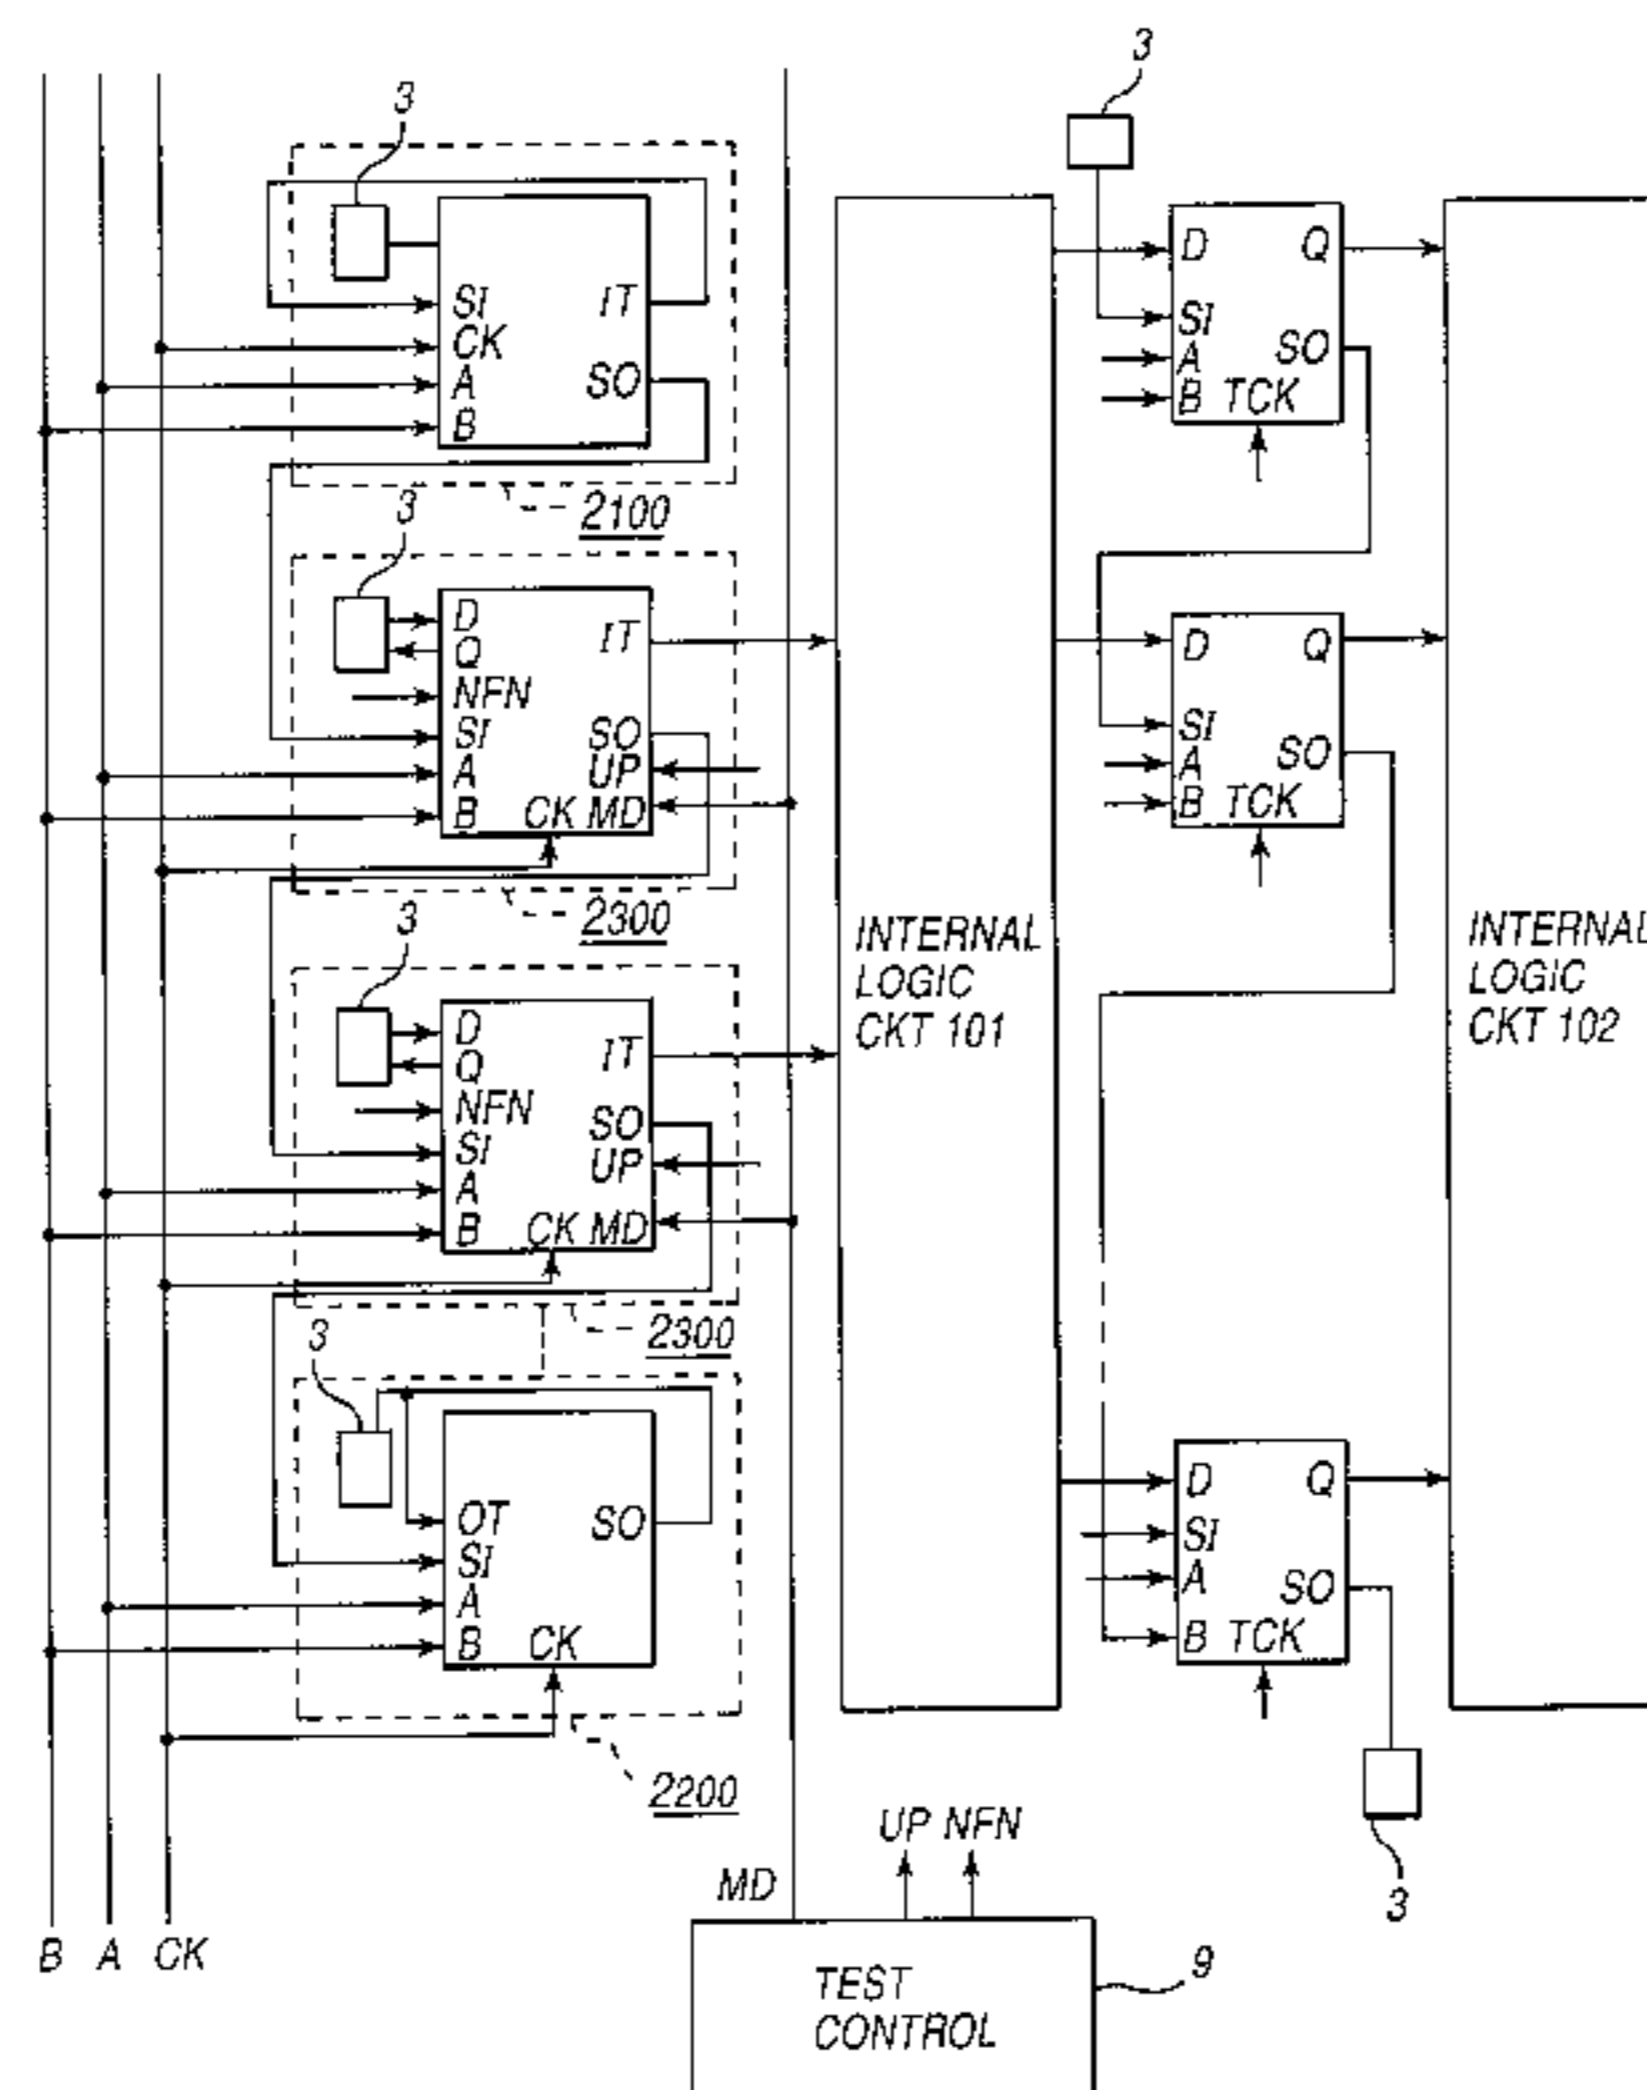 3
SI
CK
A
B
IT
SO
2100
3
D
Q
NFN
SI
A
B
IT
SO
UP
CK MD
2300
3
D
Q
NFN
SI
A
B
IT
SO
UP
CK MD
2300
3
OT
SI
A
B
SO
CK
2200
B A CK
INTERNAL
LOGIC
CKT 101
3
D
SI
A
B TCK
Q
SO
D
SI
A
B TCK
Q
SO
D
SI
A
B TCK
Q
SO
3
INTERNAL
LOGIC
CKT 102
MD
UP NFN
TEST
CONTROL
9